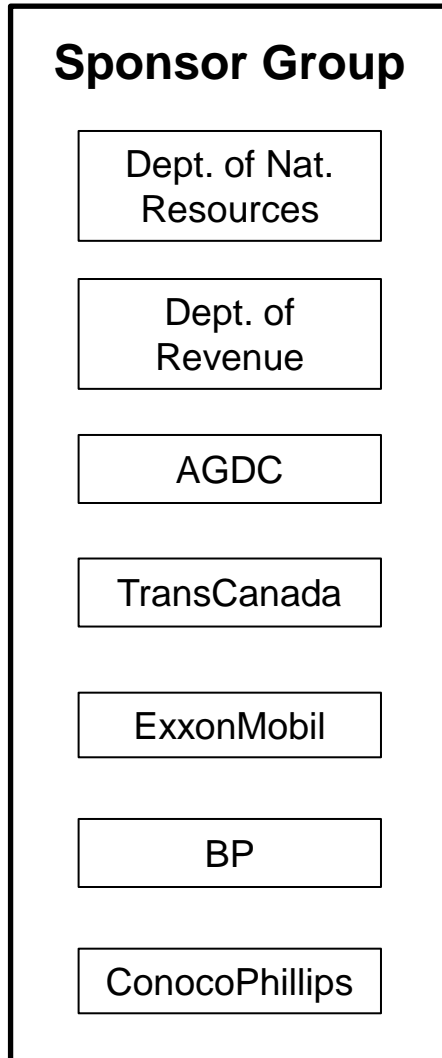 Sponsor Group
Dept. of Nat.
Resources
Dept. of
Revenue
AGDC
TransCanada
ExxonMobil
BP
ConocoPhillips